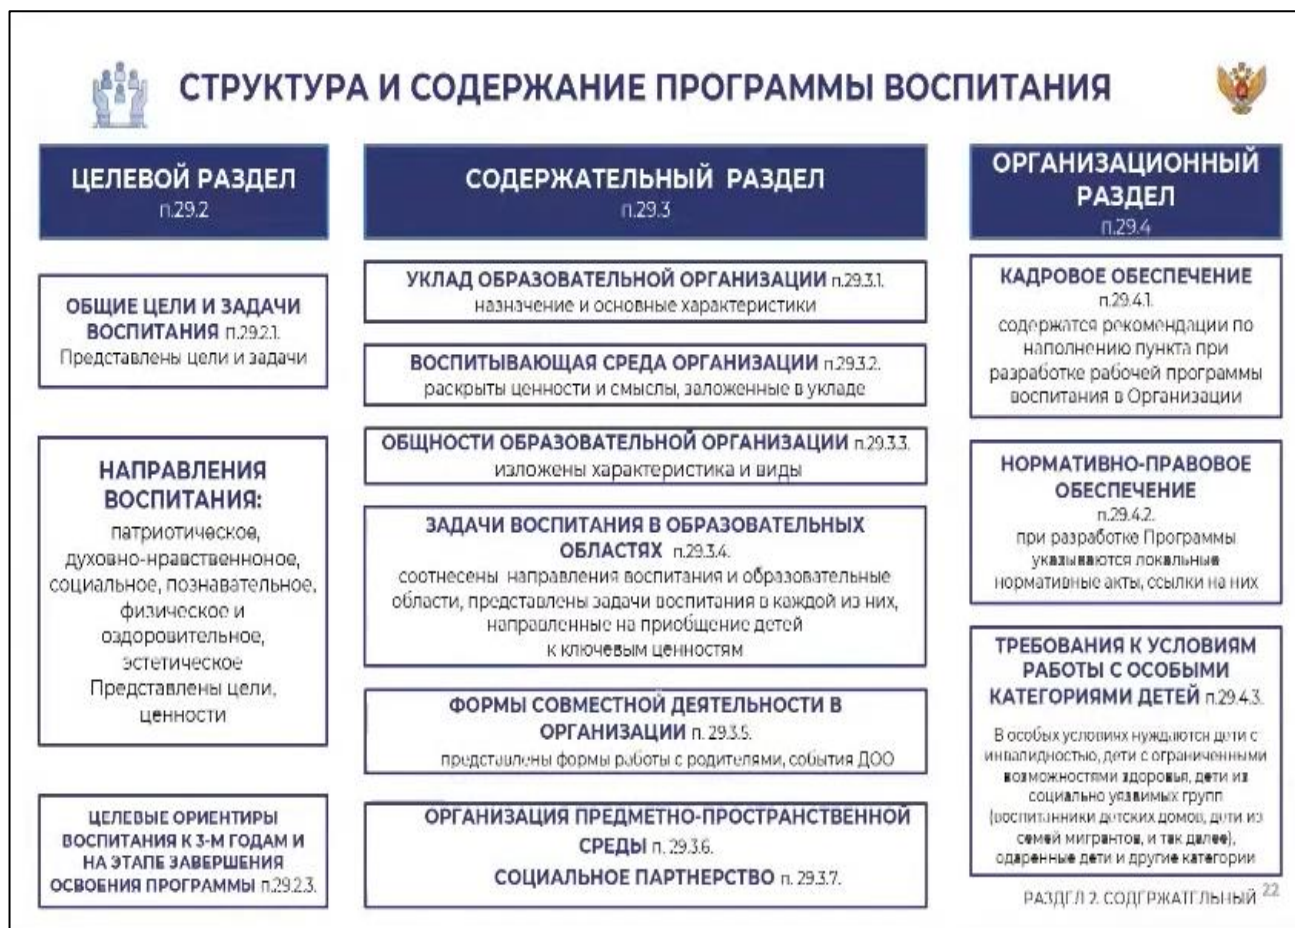 СТРУКТУРА И СОДЕРЖАНИЕ ПРОГРАММЫ ВОСПИТАНИЯ
ЦЕЛЕВОЙ РАЗДЕЛ
п.29.2
ОБЩИЕ ЦЕЛИ И ЗАДАЧИ
ВОСПИТАНИЯ п.29.2.1.
Представлены цели и задачи
НАПРАВЛЕНИЯ
ВОСПИТАНИЯ:
патриотическое,
духовно-нравственноное,
социальное, познавательное,
физическое и
оздоровительное,
эстетическое
Представлены цели,
ценности
ЦЕЛЕВЫЕ ОРИЕНТИРЫ
ВОСПИТАНИЯ К 3-М ГОДАМ И
НА ЭТАПЕ ЗАВЕРШЕНИЯ
ОСВОЕНИЯ ПРОГРАММЫ п.29.2.3.
СОДЕРЖАТЕЛЬНЫЙ РАЗДЕЛ
п.29.3
УКЛАД ОБРАЗОВАТЕЛЬНОЙ ОРГАНИЗАЦИИ п.29.3.1.
назначение и основные характеристики
ВОСПИТЫВАЮЩАЯ СРЕДА ОРГАНИЗАЦИИ п.29.3.2.
раскрыты ценности и смыслы, заложенные в укладе
ОБЩНОСТИ ОБРАЗОВАТЕЛЬНОЙ ОРГАНИЗАЦИИ п.29.3.3.
изложены характеристика и виды
ЗАДАЧИ ВОСПИТАНИЯ В ОБРАЗОВАТЕЛЬНЫХ
ОБЛАСТЯХ п.29.3.4.
соотнесены направления воспитания и образовательные
области, представлены задачи воспитания в каждой из них,
направленные на приобщение детей
к ключевым ценностям
ФОРМЫ СОВМЕСТНОЙ ДЕЯТЕЛЬНОСТИ В
ОРГАНИЗАЦИИ п. 29.3.5.
представлены формы работы с родителями, события ДОО
ОРГАНИЗАЦИЯ ПРЕДМЕТНО-ПРОСТРАНСТВЕННОЙ
СРЕДЫ п. 29.3.6.
СОЦИАЛЬНОЕ ПАРТНЕРСТВО п. 29.3.7.
ОРГАНИЗАЦИОННЫЙ
РАЗДЕЛ
п.29.4
КАДРОВОЕ ОБЕСПЕЧЕНИЕ
п.29.4.1.
содержатся рекомендации по
наполнению пункта при
разработке рабочей программы
воспитания в Организации
НОРМАТИВНО-ПРАВОВОЕ
ОБЕСПЕЧЕНИЕ
п.29.4.2.
при разработке Программы
указываются локальные
нормативные акты, ссылки на них
ТРЕБОВАНИЯ К УСЛОВИЯМ
РАБОТЫ С ОСОБЫМИ
КАТЕГОРИЯМИ ДЕТЕЙ п.29.4.3.
В особых условиях нуждаются дети с
инвалидностью, дети с ограниченными
возможностями здоровья, дети из
социально уязвимых групп
(воспитанники детских домов, дети из
семей мигрантов, и так далее),
одаренные дети и другие категории
РАЗДЕЛ 2. СОДЕРЖАТЕЛЬНЫЙ 22